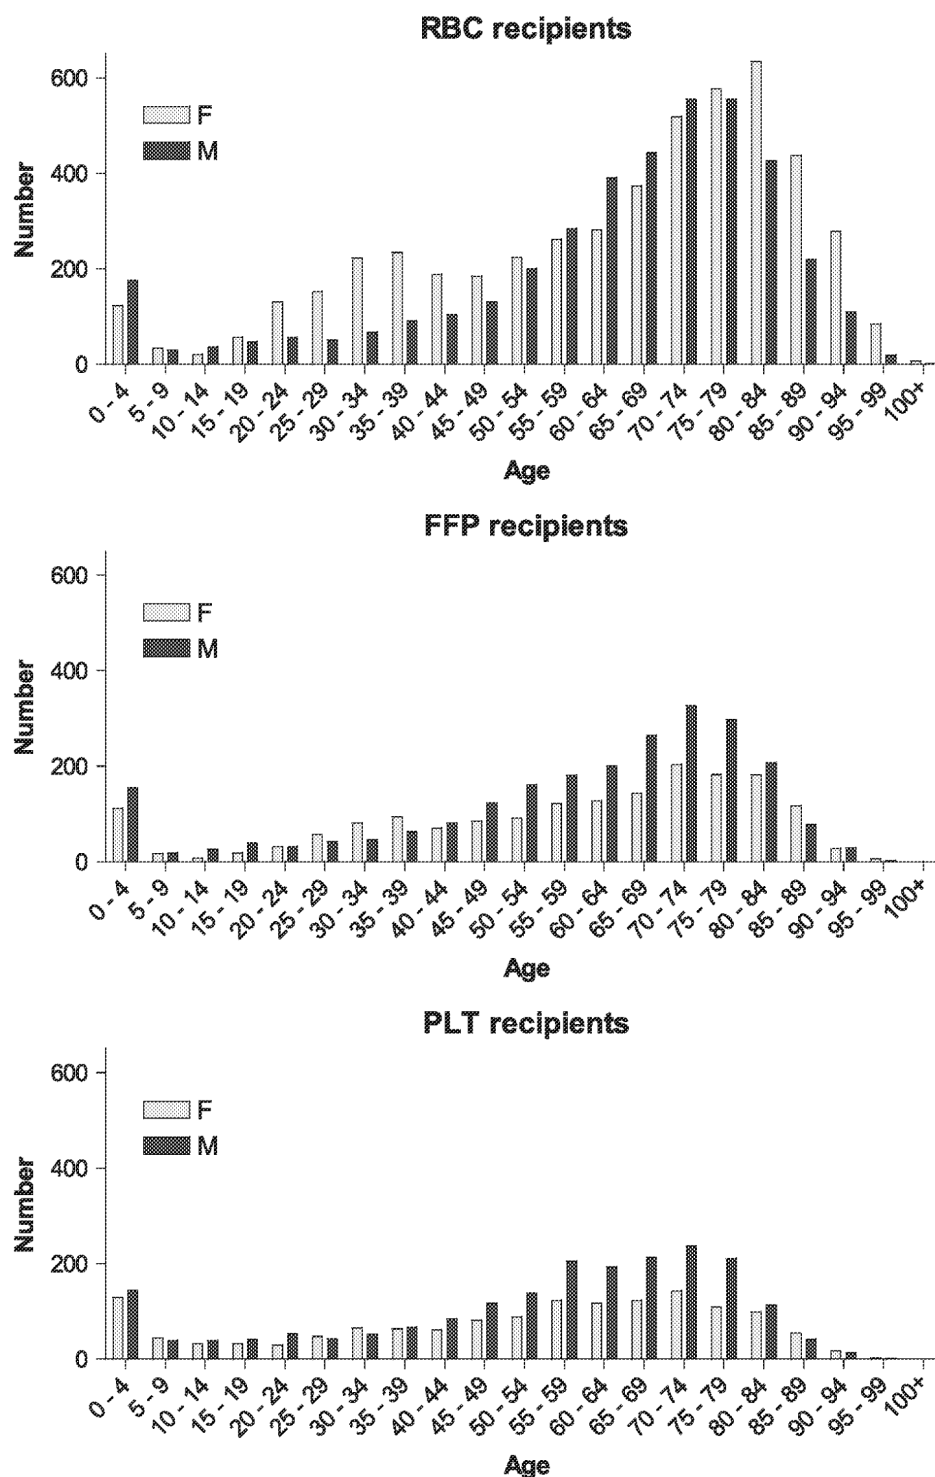 RBC recipients
600
400
200
0
Number
F
M
0 - 4
5 - 9
10 - 14
15 - 19
20 - 24
25 - 29
30 - 34
35 - 39
40 - 44
45 - 49
50 - 54
55 - 59
60 - 64
65 - 69
70 - 74
75 - 79
80 - 84
85 - 89
90 - 94
95 - 99
100+
Age
FFP recipients
600
400
200
0
Number
F
M
0 - 4
5 - 9
10 - 14
15 - 19
20 - 24
25 - 29
30 - 34
35 - 39
40 - 44
45 - 49
50 - 54
55 - 59
60 - 64
65 - 69
70 - 74
75 - 79
80 - 84
85 - 89
90 - 94
95 - 99
100+
Age
PLT recipients
600
400
200
0
Number
F
M
0 - 4
5 - 9
10 - 14
15 - 19
20 - 24
25 - 29
30 - 34
35 - 39
40 - 44
45 - 49
50 - 54
55 - 59
60 - 64
65 - 69
70 - 74
75 - 79
80 - 84
85 - 89
90 - 94
95 - 99
100+
Age